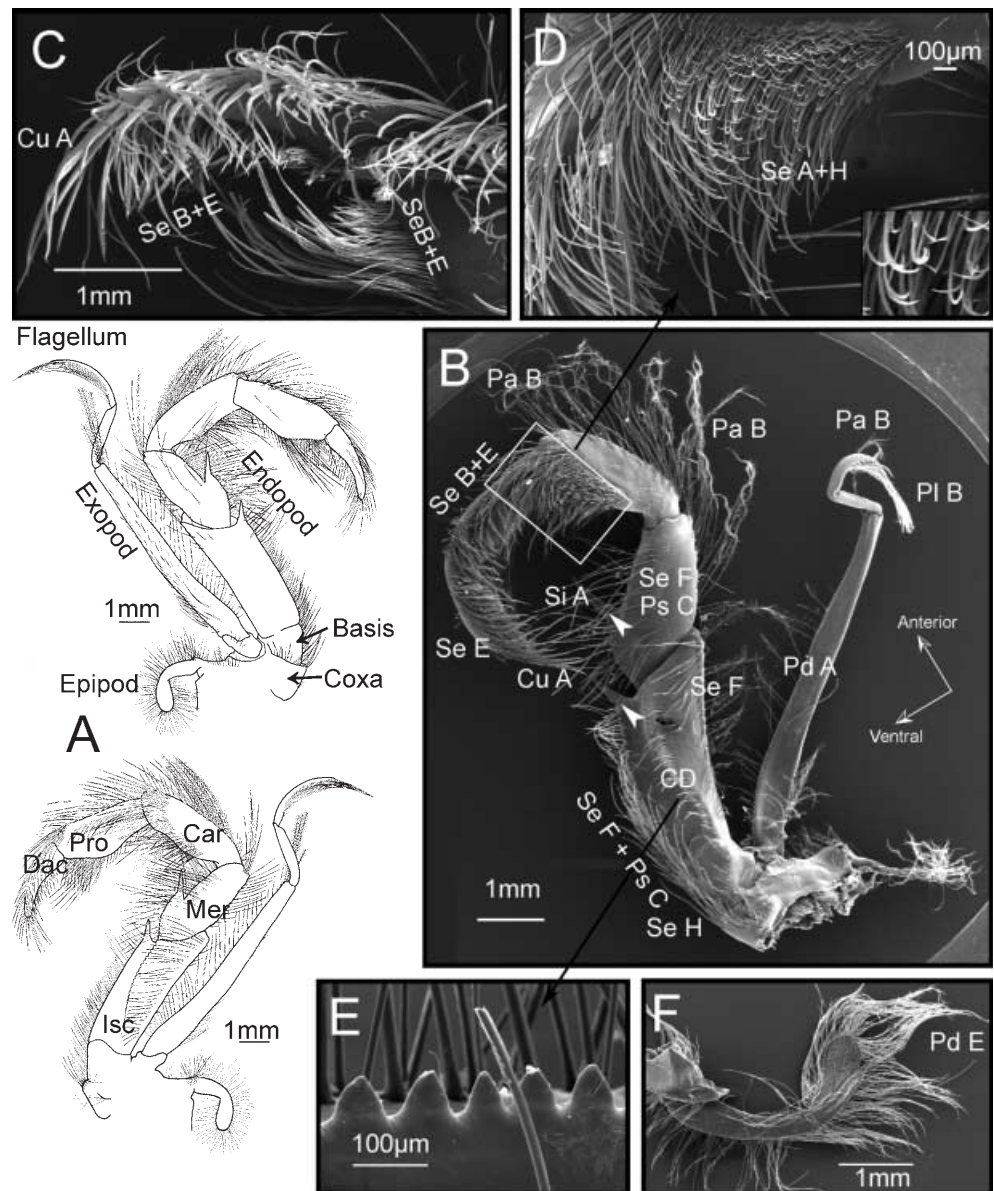 C
Cu A
Se B+E
SeB+E
1mm
D
100µm
Se A+H
Flagellum
Exopod
Endopod
1mm
Basis
Coxa
Epipod
A
Dac
Pro
Car
Mer
Isc
1mm
B
Pa B
Pa B
Pa B
Pl B
Se B+E
Se F
Ps C
Si A
Se E
Cu A
Se F
Pd A
Anterior
Ventral
CD
Se F + Ps C
Se H
1mm
E
100µm
F
Pd E
1mm